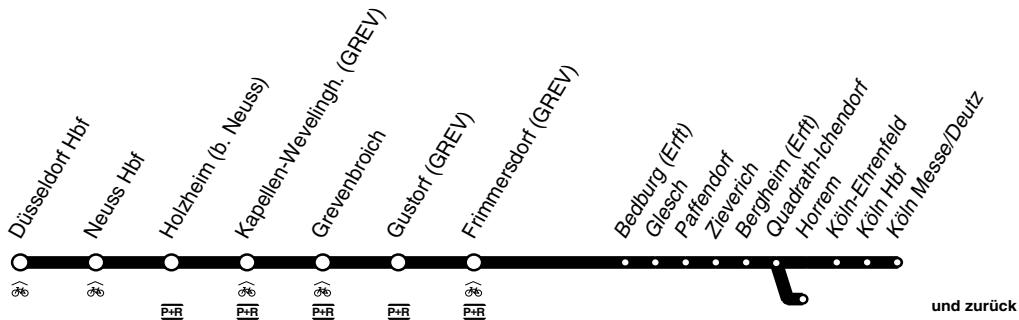 Düsseldorf Hbf
Neuss Hbf
Holzheim (b. Neuss)
Kapellen-Wevelingh. (GREV)
Grevenbroich
Gustorf (GREV)
Frimmersdorf (GREV)
Bedburg (Erft)
Glesch
Paffendorf
Zieverich
Bergheim (Erft)
Quadrath-Ichendorf
Horrem
Köln-Ehrenfeld
Köln Hbf
Köln Messe/Deutz
P+R
P+R
P+R
P+R
P+R
und zurück